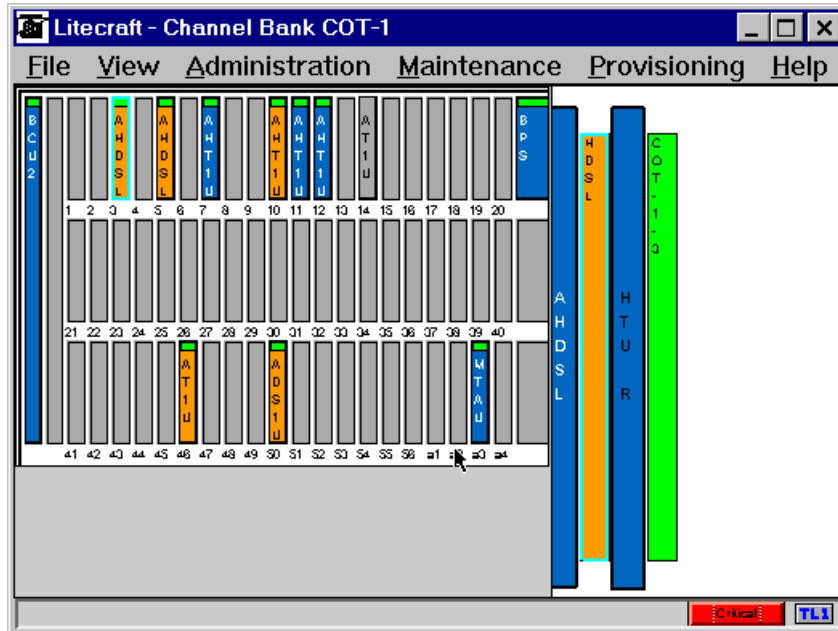 Litecraft - Channel Bank COT-1
File View Administration Maintenance Provisioning Help
BCU2 AHDSL AHDSL AHT1U AHT1U AHT1U AHT1U AT1U BPS
1 2 3 4 5 6 7 8 9 10 11 12 13 14 15 16 17 18 19 20
21 22 23 24 25 26 27 28 29 30 31 32 33 34 35 36 37 38 39 40
AT1U ADS1U MTAU
41 42 43 44 45 46 47 48 49 50 51 52 53 54 55 56 a1 a3 a4
AHDSL HDSL HTU R COT-1-3
Critical TL1